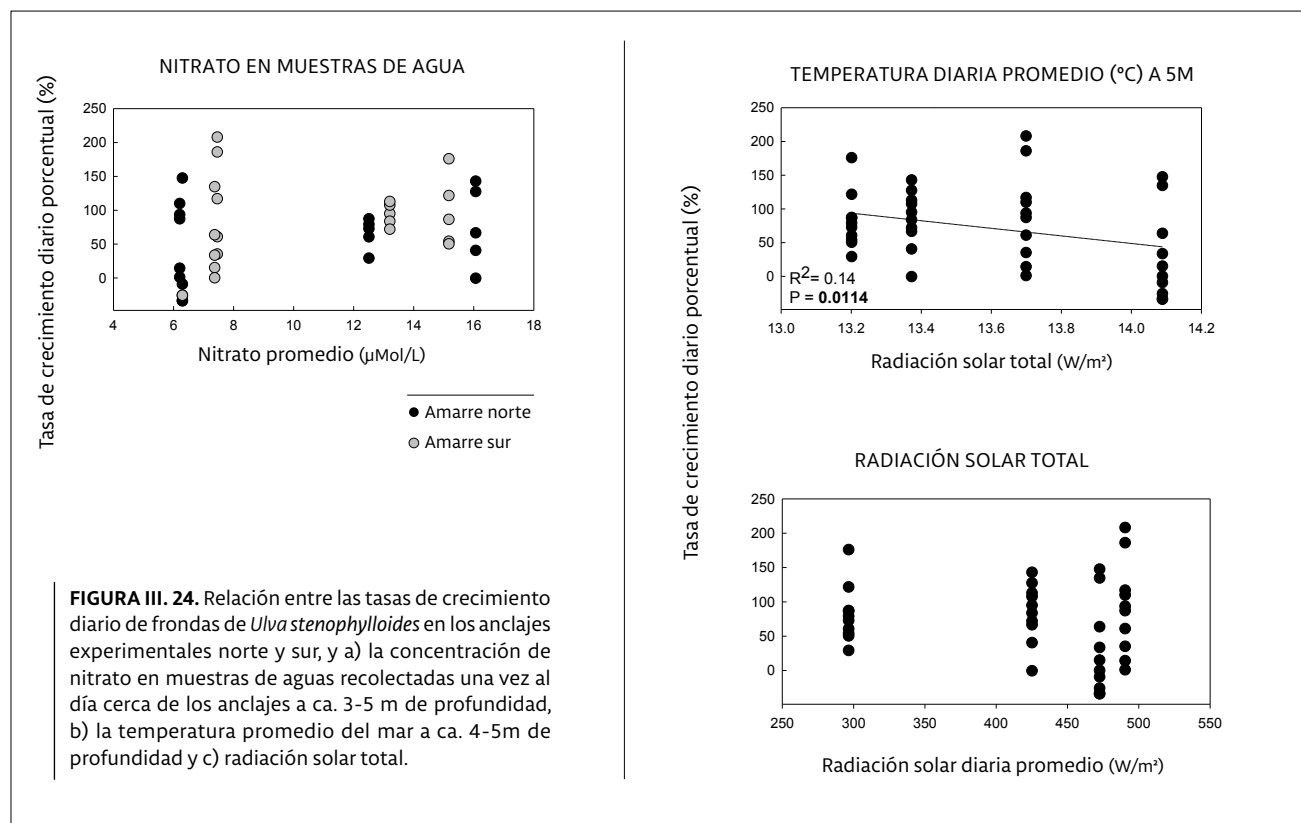 NITRATO EN MUESTRAS DE AGUA
Tasa de crecimiento diario porcentual (%)
250
200
150
100
50
0
4 6 8 10 12 14 16 18
Nitrato promedio (µMol/L)
Amarre norte
Amarre sur
FIGURA III. 24. Relación entre las tasas de crecimiento
diario de frondas de Ulva stenophylloides en los anclajes
experimentales norte y sur, y a) la concentración de
nitrato en muestras de aguas recolectadas una vez al
día cerca de los anclajes a ca. 3-5 m de profundidad,
b) la temperatura promedio del mar a ca. 4-5m de
profundidad y c) radiación solar total.
Tasa de crecimiento diario porcentual (%)
TEMPERATURA DIARIA PROMEDIO (°C) A 5M
250
200
150
100
50
0
R²= 0.14
P = 0.0114
13.0 13.2 13.4 13.6 13.8 14.0 14.2
Radiación solar total (W/m²)
RADIACIÓN SOLAR TOTAL
250
200
150
100
50
0
250 300 350 400 450 500 550
Radiación solar diaria promedio (W/m²)